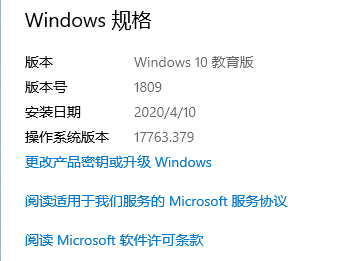 Windows 规格
版本 Windows 10 教育版
版本号 1809
安装日期 2020/4/10
操作系统版本 17763.379
更改产品密钥或升级 Windows
阅读适用于我们服务的 Microsoft 服务协议
阅读 Microsoft 软件许可条款